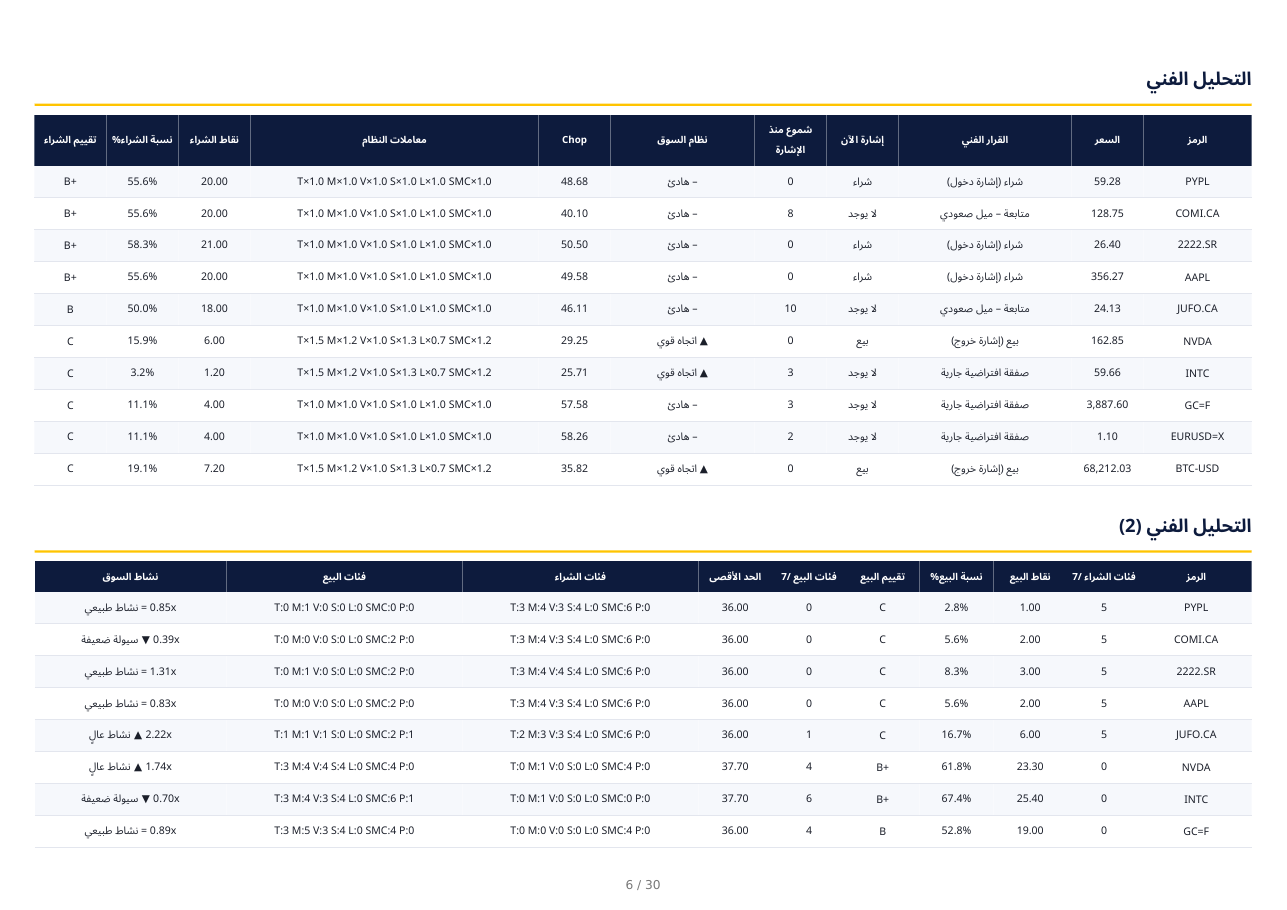 التحليل الفني
الرمز السعر القرار الفني إشارة الآن شموع منذ الإشارة نظام السوق Chop معاملات النظام نقاط الشراء نسبة الشراء% تقييم الشراء
PYPL 59.28 شراء (إشارة دخول) شراء 0 – هادئ 48.68 T×1.0 M×1.0 V×1.0 S×1.0 L×1.0 SMC×1.0 20.00 55.6% B+
COMI.CA 128.75 متابعة – ميل صعودي لا يوجد 8 – هادئ 40.10 T×1.0 M×1.0 V×1.0 S×1.0 L×1.0 SMC×1.0 20.00 55.6% B+
2222.SR 26.40 شراء (إشارة دخول) شراء 0 – هادئ 50.50 T×1.0 M×1.0 V×1.0 S×1.0 L×1.0 SMC×1.0 21.00 58.3% B+
AAPL 356.27 شراء (إشارة دخول) شراء 0 – هادئ 49.58 T×1.0 M×1.0 V×1.0 S×1.0 L×1.0 SMC×1.0 20.00 55.6% B+
JUFO.CA 24.13 متابعة – ميل صعودي لا يوجد 10 – هادئ 46.11 T×1.0 M×1.0 V×1.0 S×1.0 L×1.0 SMC×1.0 18.00 50.0% B
NVDA 162.85 بيع (إشارة خروج) بيع 0 ▲ اتجاه قوي 29.25 T×1.5 M×1.2 V×1.0 S×1.3 L×0.7 SMC×1.2 6.00 15.9% C
INTC 59.66 صفقة افتراضية جارية لا يوجد 3 ▲ اتجاه قوي 25.71 T×1.5 M×1.2 V×1.0 S×1.3 L×0.7 SMC×1.2 1.20 3.2% C
GC=F 3,887.60 صفقة افتراضية جارية لا يوجد 3 – هادئ 57.58 T×1.0 M×1.0 V×1.0 S×1.0 L×1.0 SMC×1.0 4.00 11.1% C
EURUSD=X 1.10 صفقة افتراضية جارية لا يوجد 2 – هادئ 58.26 T×1.0 M×1.0 V×1.0 S×1.0 L×1.0 SMC×1.0 4.00 11.1% C
BTC-USD 68,212.03 بيع (إشارة خروج) بيع 0 ▲ اتجاه قوي 35.82 T×1.5 M×1.2 V×1.0 S×1.3 L×0.7 SMC×1.2 7.20 19.1% C
التحليل الفني (2)
الرمز فئات الشراء /7 نقاط البيع نسبة البيع% تقييم البيع فئات البيع /7 الحد الأقصى فئات الشراء فئات البيع نشاط السوق
PYPL 5 1.00 2.8% C 0 36.00 T:3 M:4 V:3 S:4 L:0 SMC:6 P:0 T:0 M:1 V:0 S:0 L:0 SMC:0 P:0 0.85x = نشاط طبيعي
COMI.CA 5 2.00 5.6% C 0 36.00 T:3 M:4 V:3 S:4 L:0 SMC:6 P:0 T:0 M:0 V:0 S:0 L:0 SMC:2 P:0 0.39x ▼ سيولة ضعيفة
2222.SR 5 3.00 8.3% C 0 36.00 T:3 M:4 V:4 S:4 L:0 SMC:6 P:0 T:0 M:1 V:0 S:0 L:0 SMC:2 P:0 1.31x = نشاط طبيعي
AAPL 5 2.00 5.6% C 0 36.00 T:3 M:4 V:3 S:4 L:0 SMC:6 P:0 T:0 M:0 V:0 S:0 L:0 SMC:2 P:0 0.83x = نشاط طبيعي
JUFO.CA 5 6.00 16.7% C 1 36.00 T:2 M:3 V:3 S:4 L:0 SMC:6 P:0 T:1 M:1 V:1 S:0 L:0 SMC:2 P:1 2.22x ▲ نشاط عالٍ
NVDA 0 23.30 61.8% B+ 4 37.70 T:0 M:1 V:0 S:0 L:0 SMC:4 P:0 T:3 M:4 V:4 S:4 L:0 SMC:4 P:0 1.74x ▲ نشاط عالٍ
INTC 0 25.40 67.4% B+ 6 37.70 T:0 M:1 V:0 S:0 L:0 SMC:0 P:0 T:3 M:4 V:3 S:4 L:0 SMC:6 P:1 0.70x ▼ سيولة ضعيفة
GC=F 0 19.00 52.8% B 4 36.00 T:0 M:0 V:0 S:0 L:0 SMC:4 P:0 T:3 M:5 V:3 S:4 L:0 SMC:4 P:0 0.89x = نشاط طبيعي
6 / 30